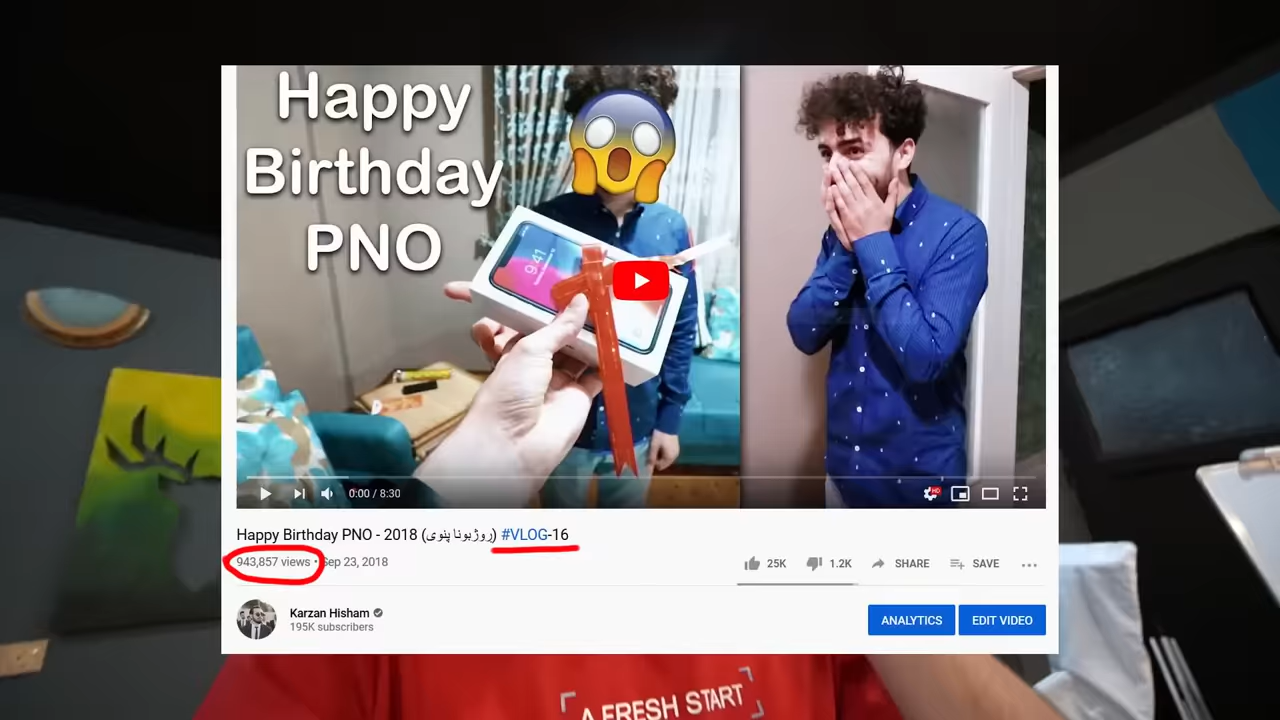 Happy
Birthday
PNO
9:41
0:00 / 8:30
HD
Happy Birthday PNO - 2018 (ڕۆژبونا پنوی) #VLOG-16
943,857 views • Sep 23, 2018
25K
1.2K
SHARE
SAVE
Karzan Hisham
195K subscribers
ANALYTICS
EDIT VIDEO
A FRESH START